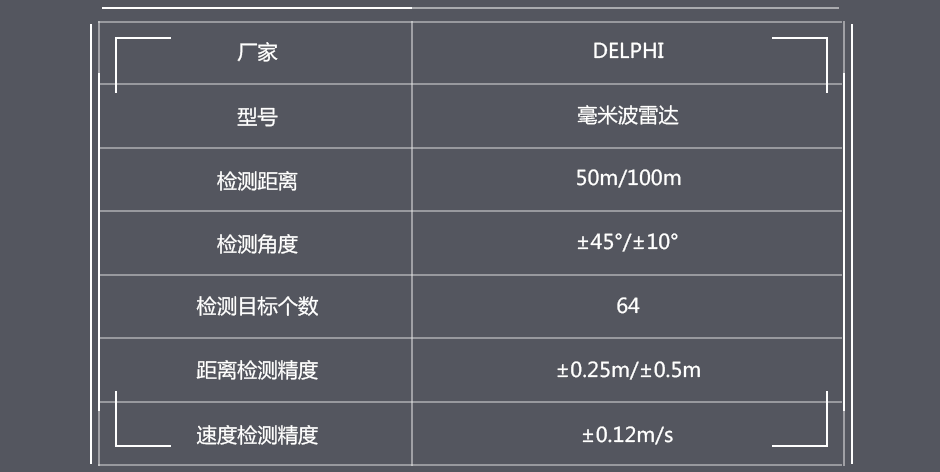 厂家 DELPHI
型号 毫米波雷达
检测距离 50m/100m
检测角度 ±45°/±10°
检测目标个数 64
距离检测精度 ±0.25m/±0.5m
速度检测精度 ±0.12m/s